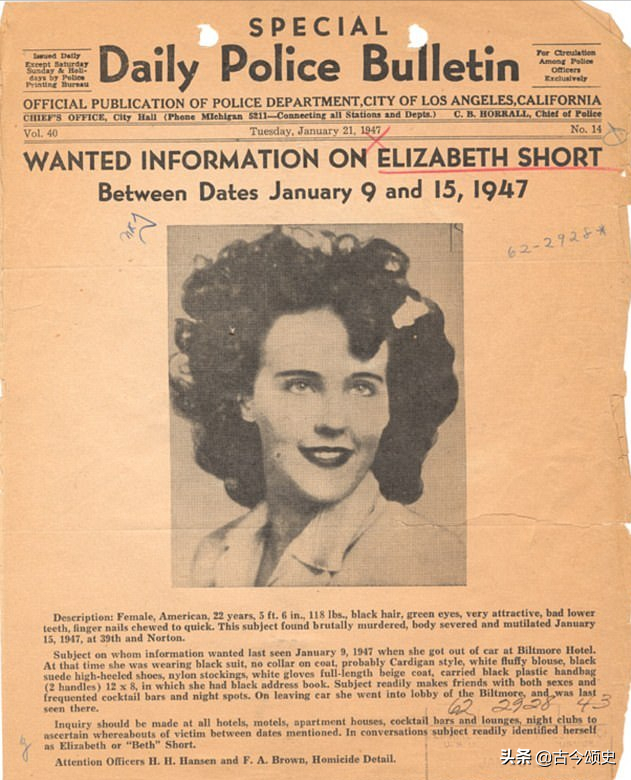 SPECIAL
Daily Police Bulletin
Issued Daily
Except Saturday
Sunday & Holi-
days by Police
Printing Bureau
For Circulation
Among Police
Officers
Exclusively
OFFICIAL PUBLICATION OF POLICE DEPARTMENT, CITY OF LOS ANGELES, CALIFORNIA
CHIEF'S OFFICE, City Hall (Phone MIchigan 5211—Connecting all Stations and Depts.) C. B. HORRALL, Chief of Police
Vol. 40 Tuesday, January 21, 1947 No. 14
WANTED INFORMATION ON ELIZABETH SHORT
Between Dates January 9 and 15, 1947
62-2928*
Description: Female, American, 22 years, 5 ft. 6 in., 118 lbs., black hair, green eyes, very attractive, bad lower
teeth, finger nails chewed to quick. This subject found brutally murdered, body severed and mutilated January
15, 1947, at 39th and Norton.
Subject on whom information wanted last seen January 9, 1947 when she got out of car at Biltmore Hotel.
At that time she was wearing black suit, no collar on coat, probably Cardigan style, white fluffy blouse, black
suede high-heeled shoes, nylon stockings, white gloves full-length beige coat, carried black plastic handbag
(2 handles) 12 x 8, in which she had black address book. Subject readily makes friends with both sexes and
frequented cocktail bars and night spots. On leaving car she went into lobby of the Biltmore, and was last
seen there.
62 2928 43
Inquiry should be made at all hotels, motels, apartment houses, cocktail bars and lounges, night clubs to
ascertain whereabouts of victim between dates mentioned. In conversations subject readily identified herself
as Elizabeth or "Beth" Short.
Attention Officers H. H. Hansen and F. A. Brown, Homicide Detail.
头条 @古今颂史